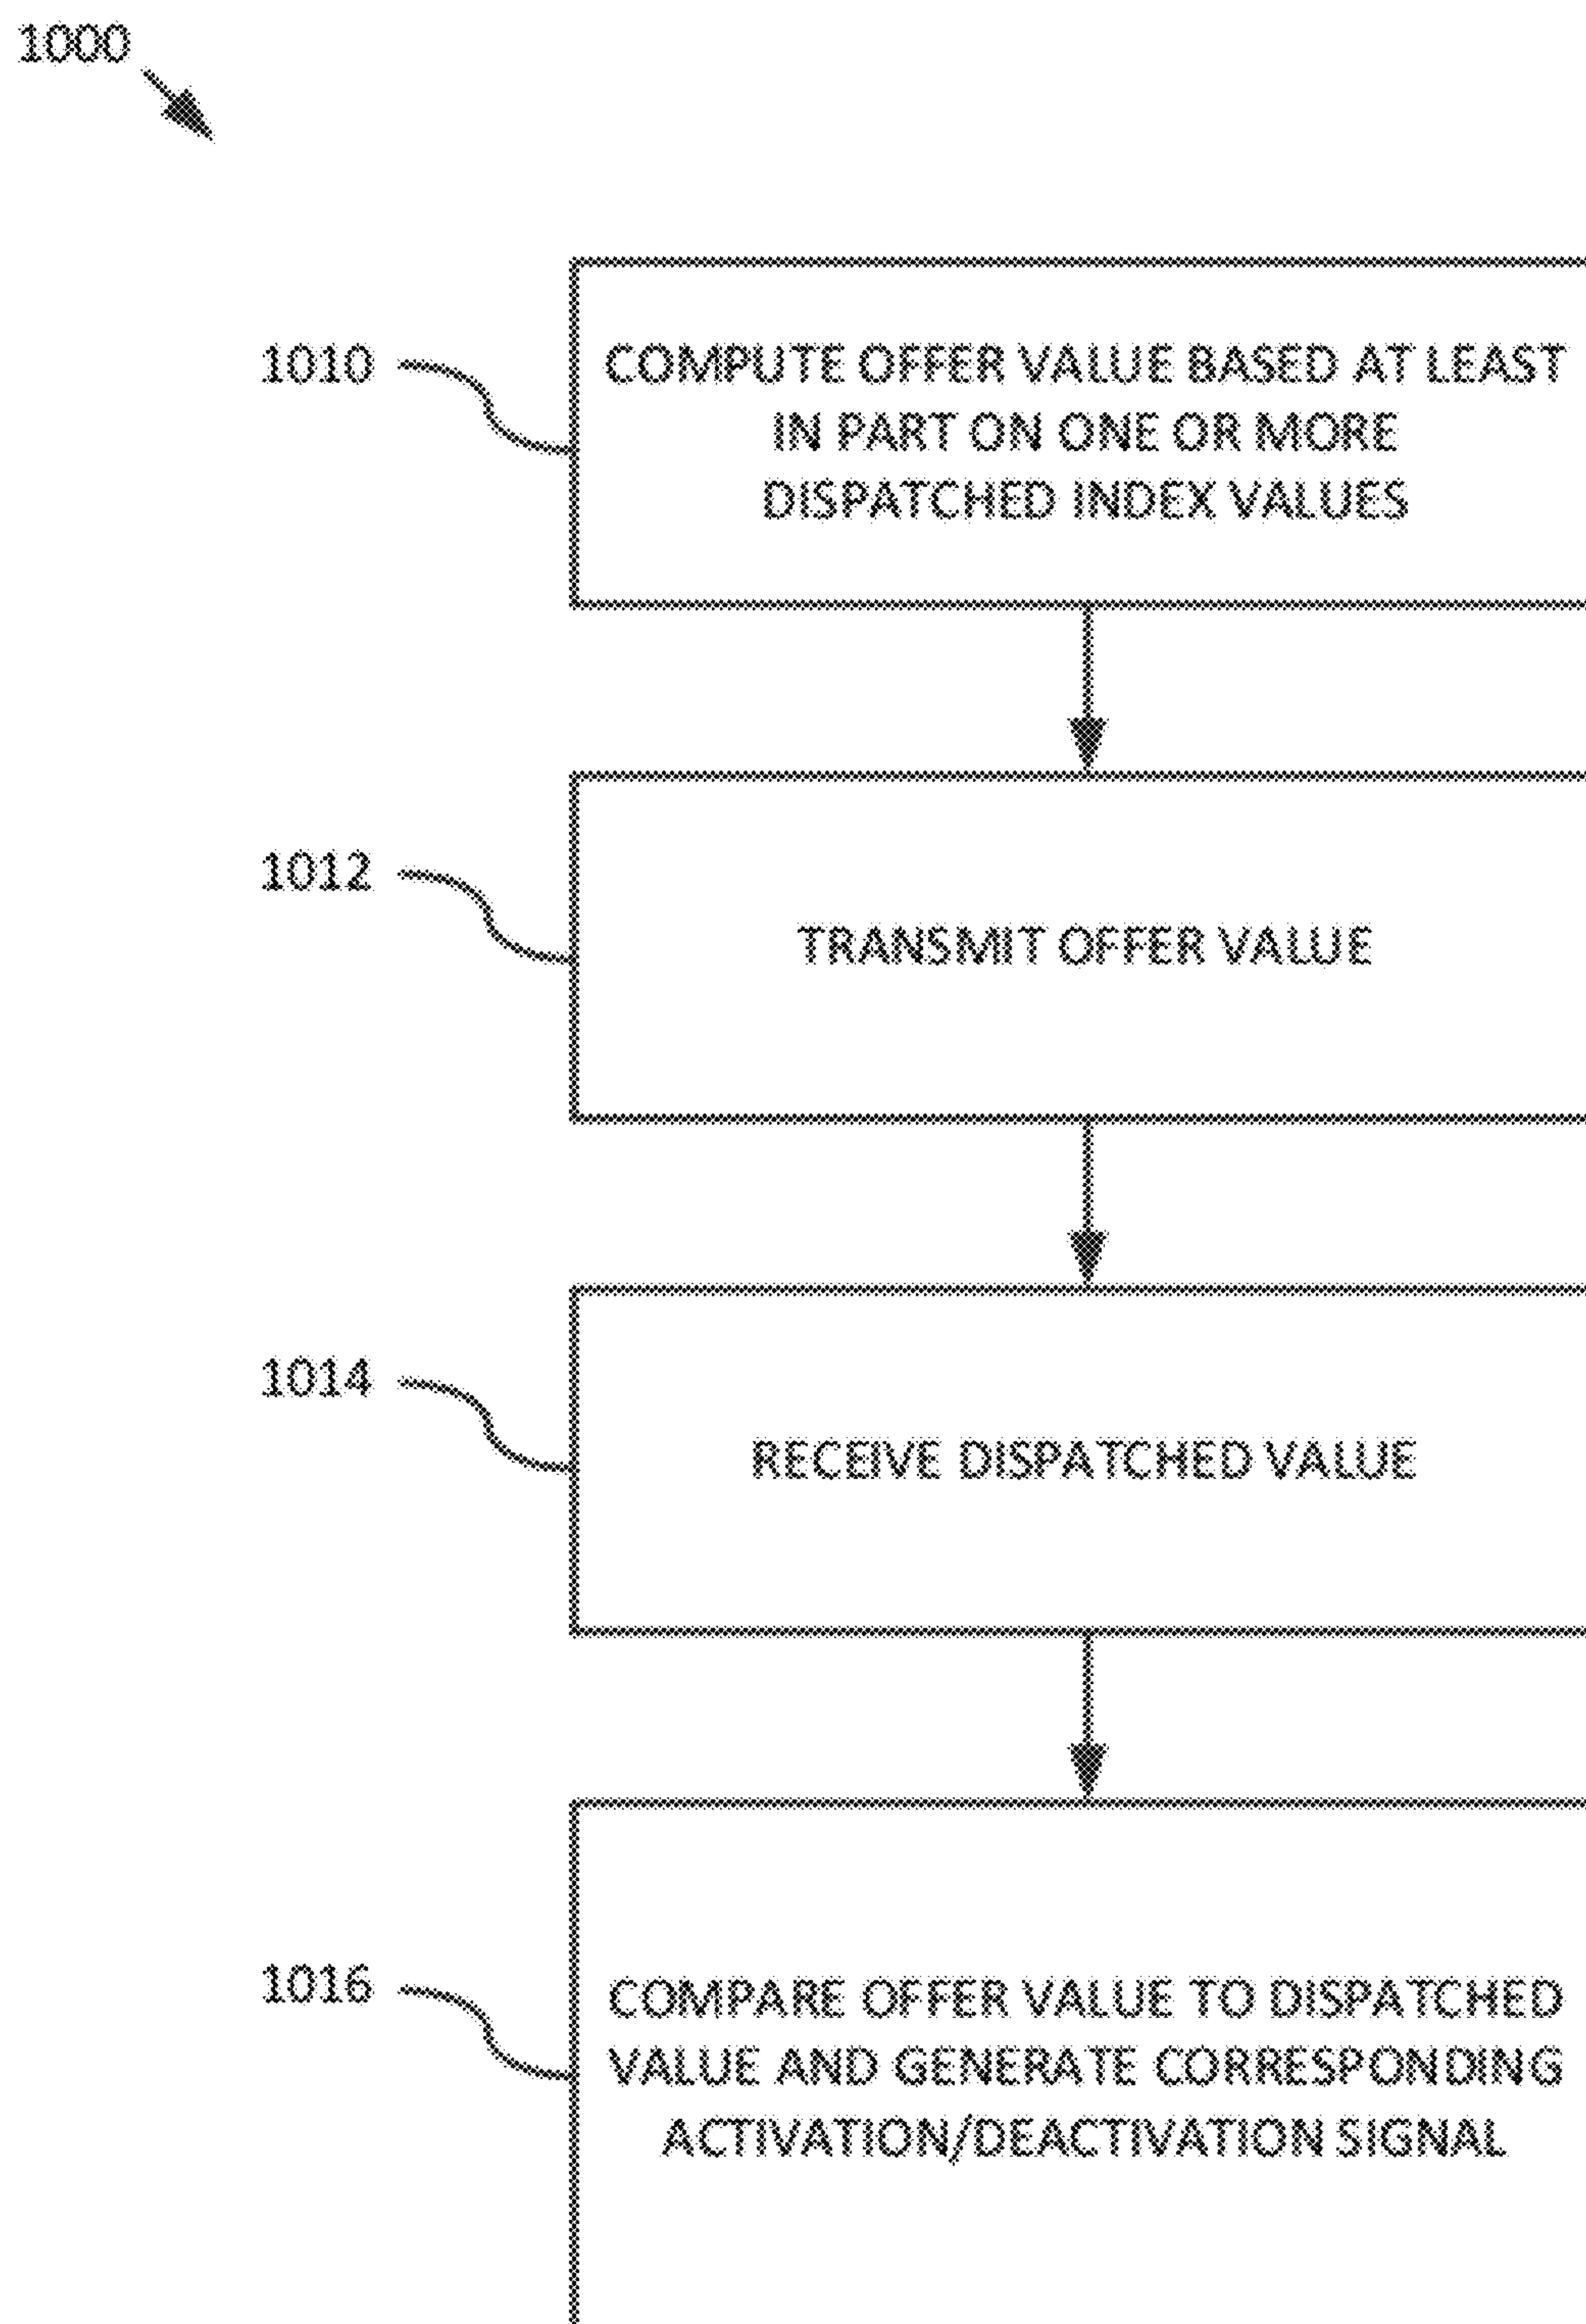 1000
1010
COMPUTE OFFER VALUE BASED AT LEAST
IN PART ON ONE OR MORE
DISPATCHED INDEX VALUES
1012
TRANSMIT OFFER VALUE
1014
RECEIVE DISPATCHED VALUE
1016
COMPARE OFFER VALUE TO DISPATCHED
VALUE AND GENERATE CORRESPONDING
ACTIVATION/DEACTIVATION SIGNAL